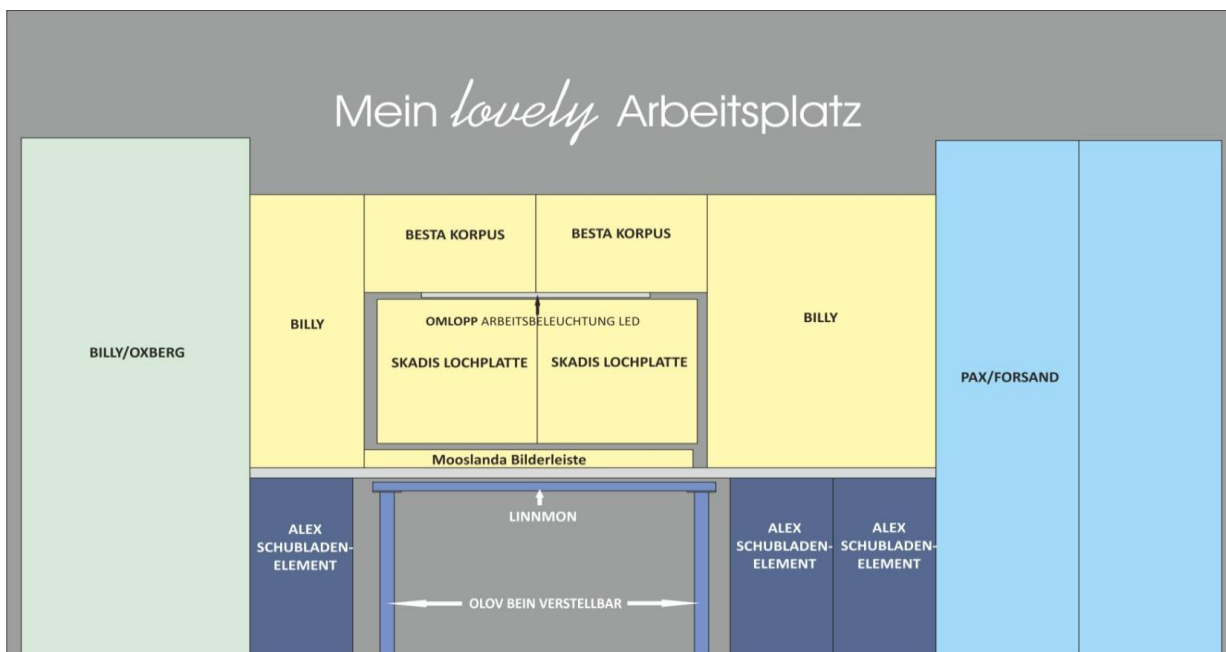 Mein lovely Arbeitsplatz
BESTA KORPUS
BESTA KORPUS
BILLY
BILLY
OMLOPP ARBEITSBELEUCHTUNG LED
BILLY/OXBERG
SKADIS LOCHPLATTE
SKADIS LOCHPLATTE
PAX/FORSAND
Mooslanda Bilderleiste
LINNMON
ALEX
SCHUBLADEN-
ELEMENT
ALEX
SCHUBLADEN-
ELEMENT
ALEX
SCHUBLADEN-
ELEMENT
OLOV BEIN VERSTELLBAR